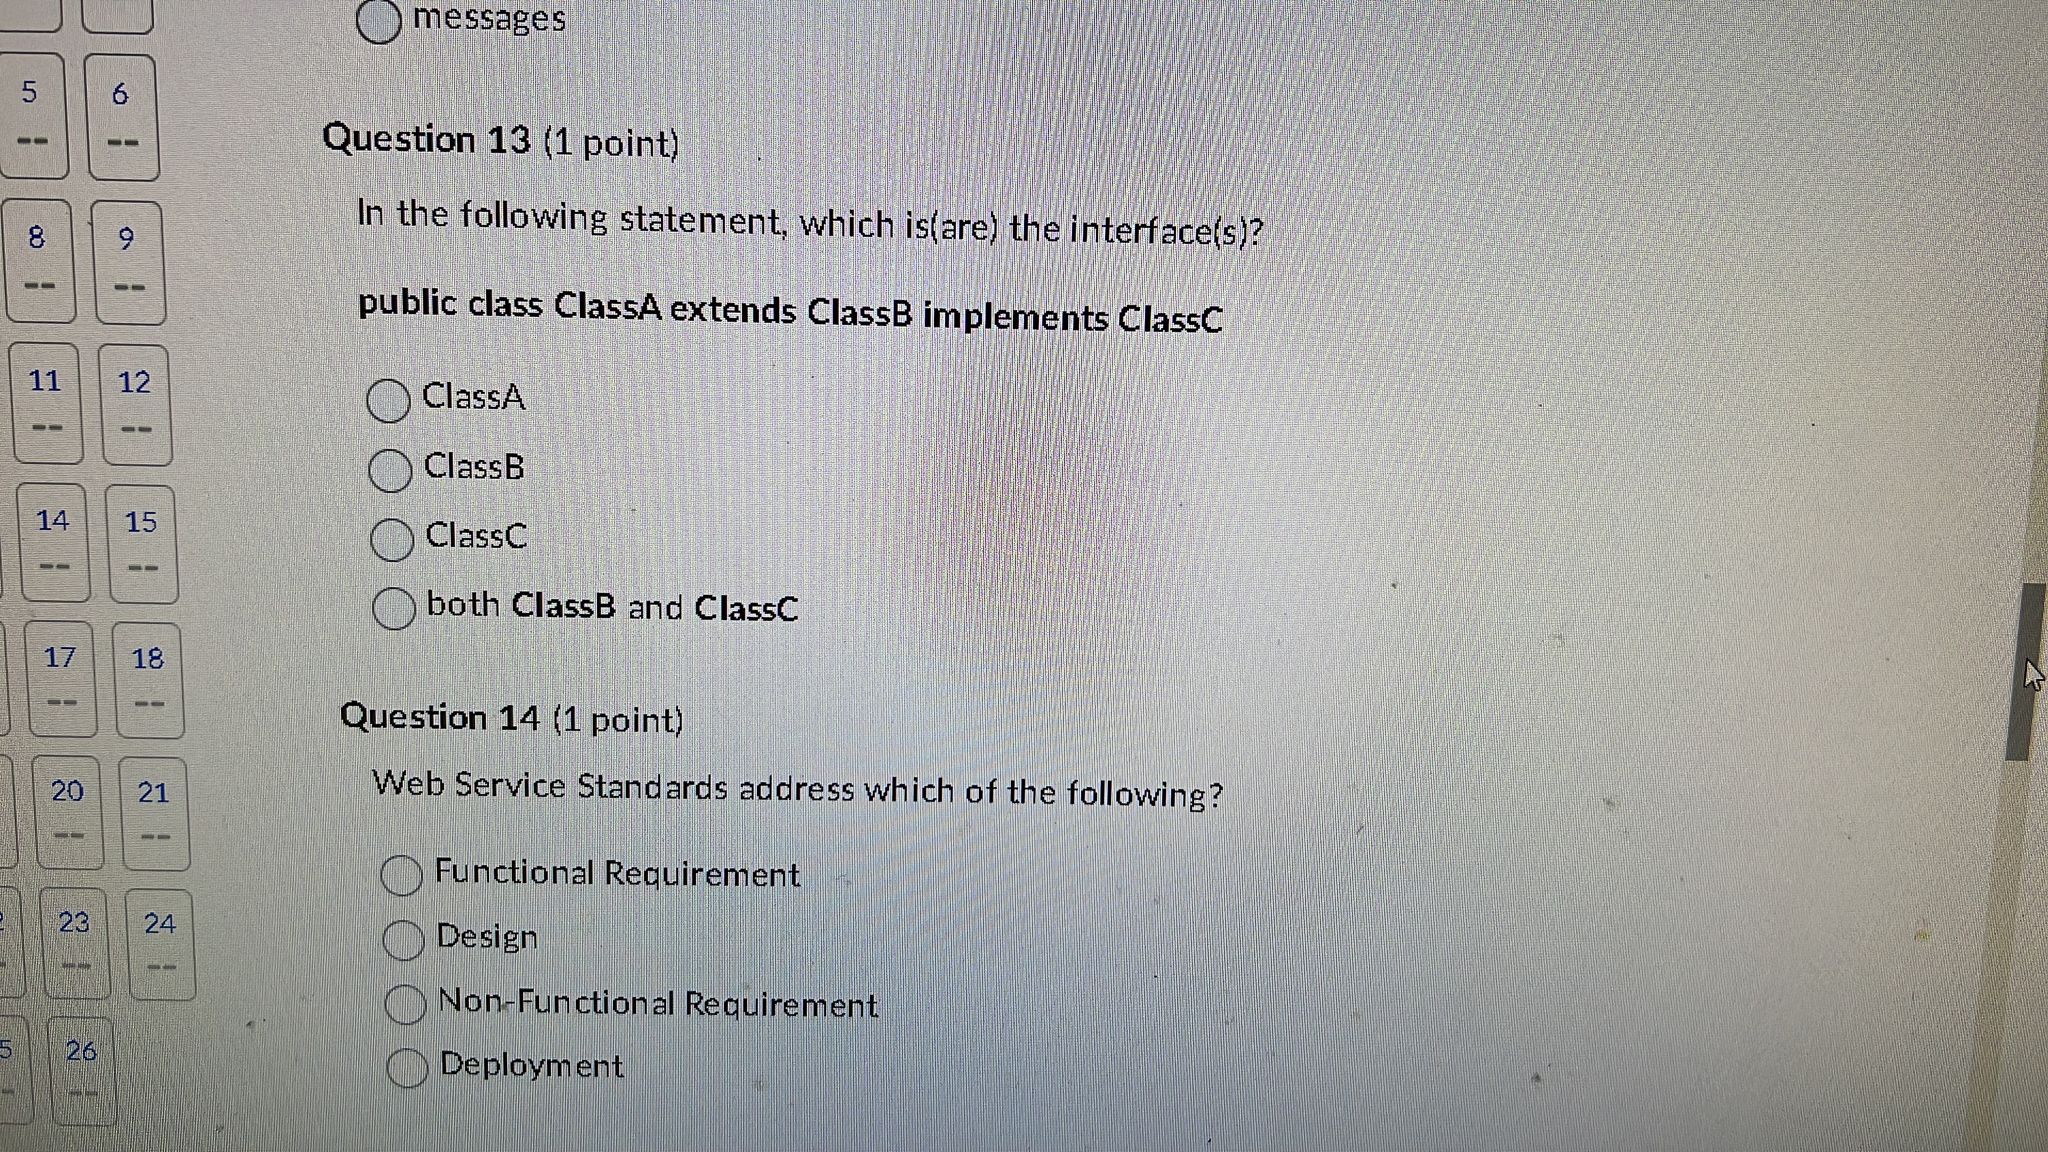 messages
5 6
-- --
Question 13 (1 point)
In the following statement, which is(are) the interface(s)?
8 9
-- --
public class ClassA extends ClassB implements ClassC
11 12
-- --
ClassA
ClassB
14 15
-- --
ClassC
both ClassB and ClassC
17 18
-- --
Question 14 (1 point)
20 21
-- --
Web Service Standards address which of the following?
Functional Requirement
23 24
-- --
Design
Non-Functional Requirement
26
--
Deployment